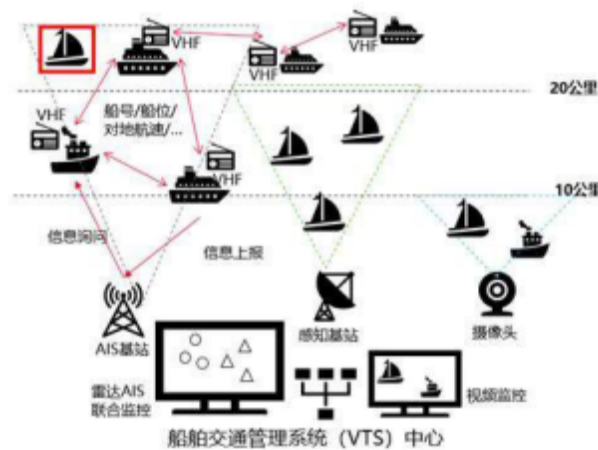 VHF
VHF
VHF
20公里
VHF
船号/船位/
对地航速/...
VHF
10公里
信息询问
信息上报
AIS基站
感知基站
摄像头
雷达AIS
联合监控
视频监控
船舶交通管理系统（VTS）中心